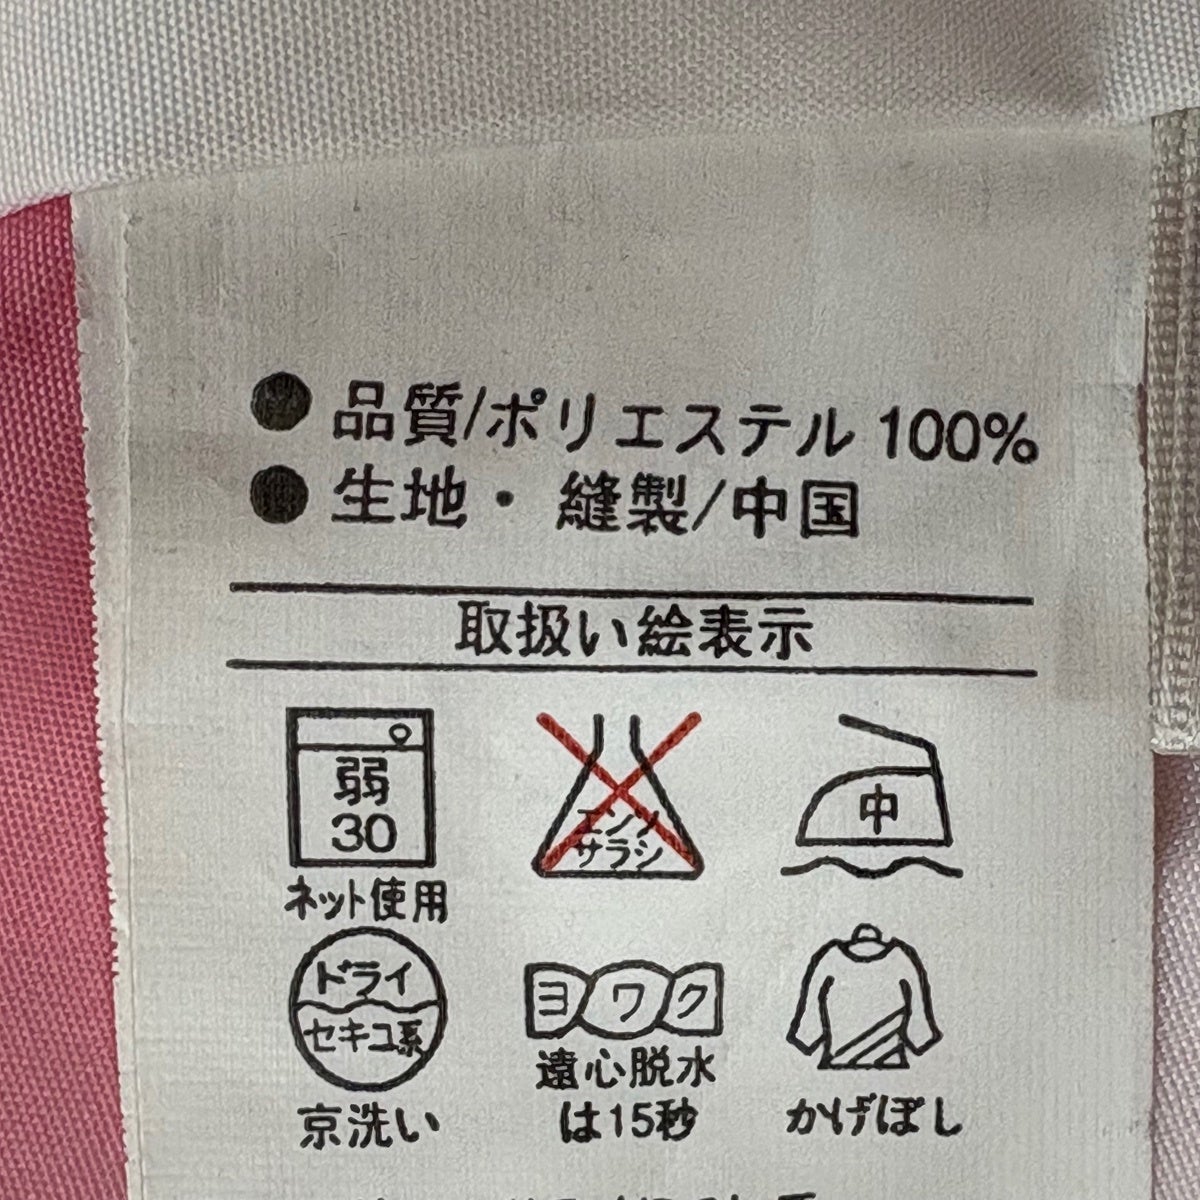 ●品質/ポリエステル 100%
●生地・縫製/中国
取扱い絵表示
弱
30
ネット使用
エンソ
サラシ
中
ドライ
セキユ系
京洗い
ヨワク
遠心脱水
は15秒
かげぼし